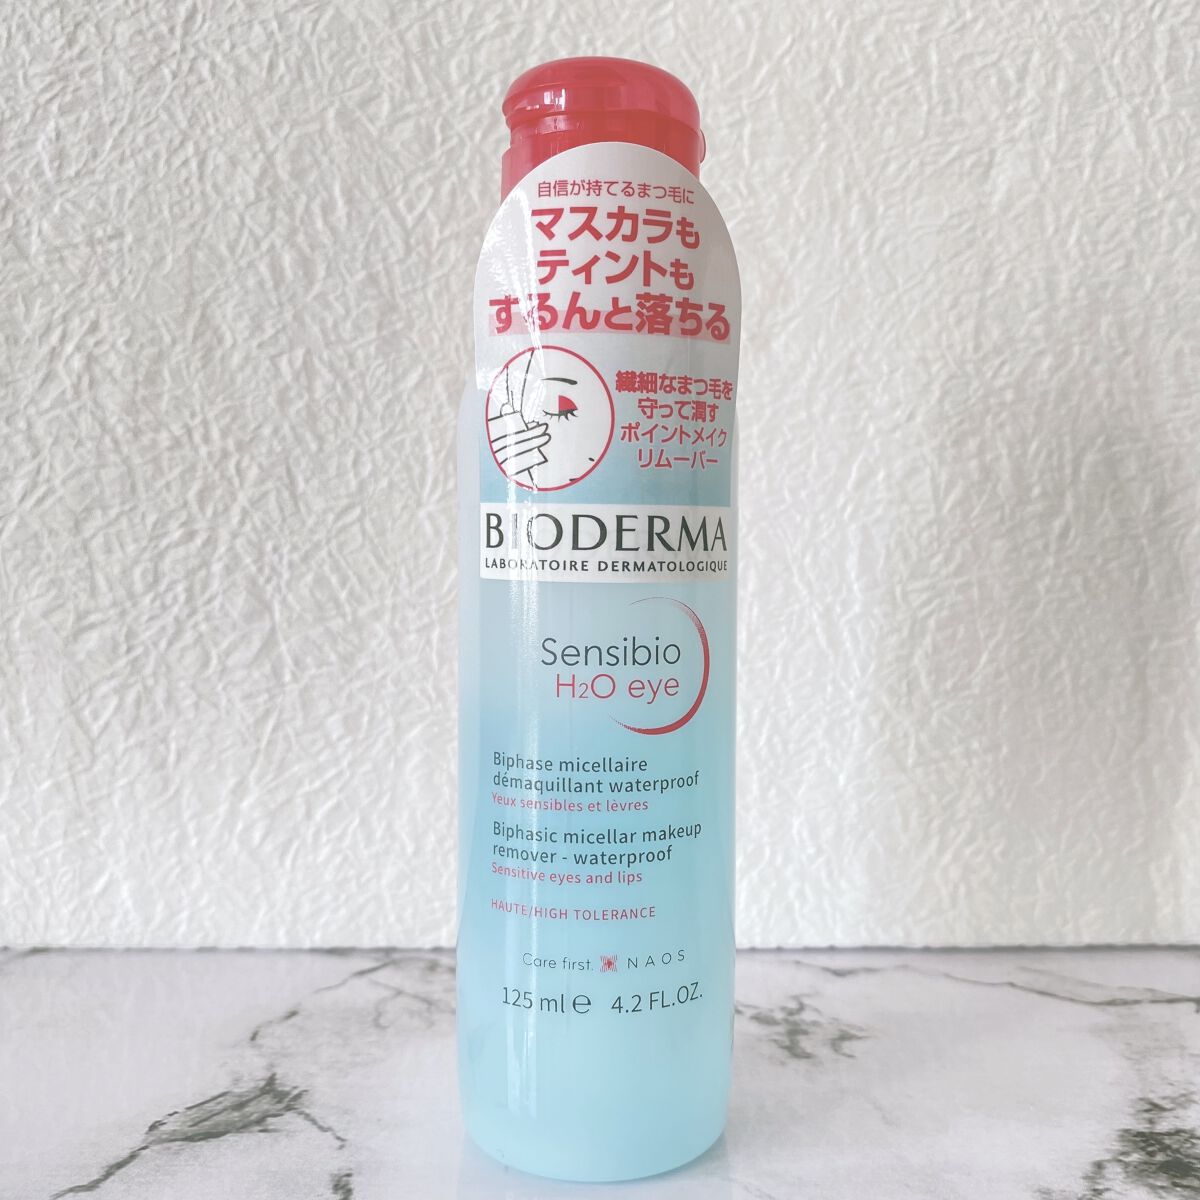 自信が持てるまつ毛に
マスカラも
ティントも
するんと落ちる
繊細なまつ毛を
守って潤す
ポイントメイク
リムーバー
BIODERMA
LABORATOIRE DERMATOLOGIQUE
Sensibio
H2O eye
Biphase micellaire
démaquillant waterproof
Yeux sensibles et lèvres
Biphasic micellar makeup
remover - waterproof
Sensitive eyes and lips
HAUTE/HIGH TOLERANCE
Care first. NAOS
125 ml ℮ 4.2 FL.OZ.